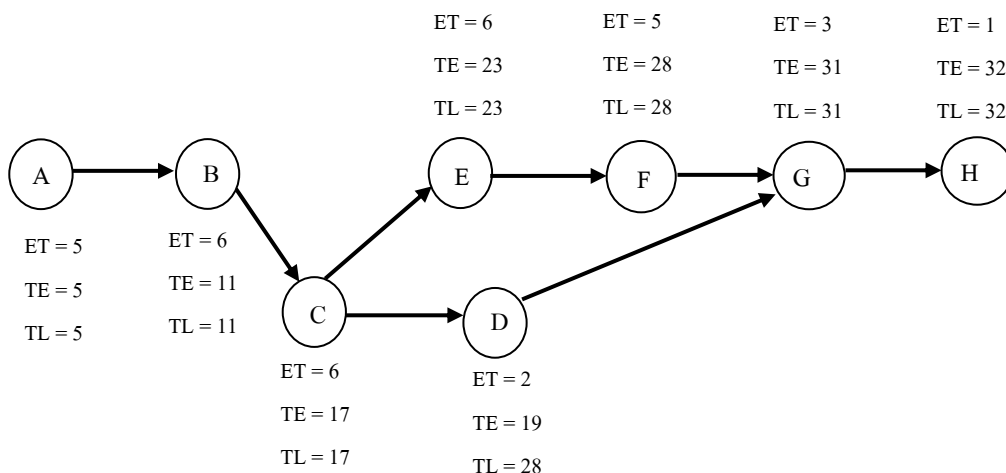 ET = 6
TE = 23
TL = 23
ET = 5
TE = 28
TL = 28
ET = 3
TE = 31
TL = 31
ET = 1
TE = 32
TL = 32
A
B
E
F
G
H
ET = 5
TE = 5
TL = 5
ET = 6
TE = 11
TL = 11
C
D
ET = 6
TE = 17
TL = 17
ET = 2
TE = 19
TL = 28